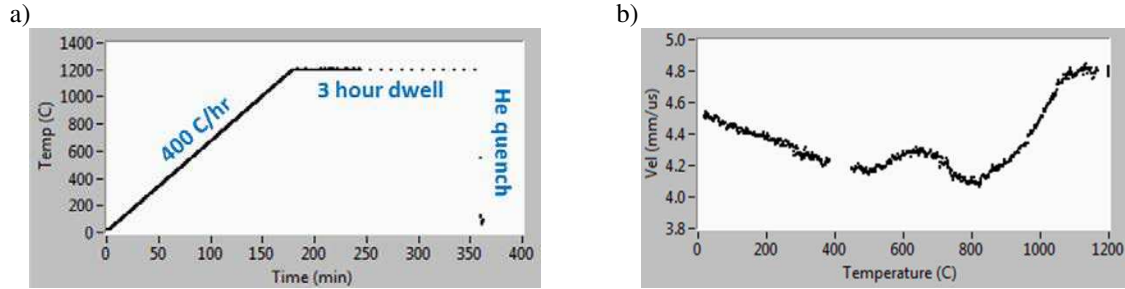 a)
b)
1400
1200
1000
800
600
400
200
0
Temp (C)
400 C/hr
3 hour dwell
He quench
0 50 100 150 200 250 300 350 400
Time (min)
5.0
4.8
4.6
4.4
4.2
4.0
3.8
Vel (mm/us)
0 200 400 600 800 1000 1200
Temperature (C)